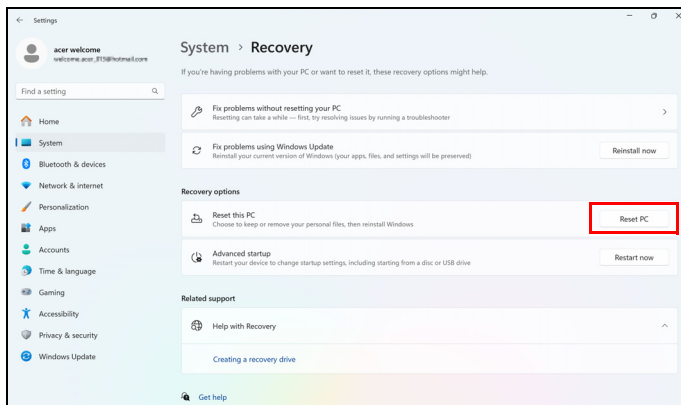 Settings
acer welcome
welcome.acer_815@hotmail.com
Find a setting
Home
System
Bluetooth & devices
Network & internet
Personalization
Apps
Accounts
Time & language
Gaming
Accessibility
Privacy & security
Windows Update
System > Recovery
If you're having problems with your PC or want to reset it, these recovery options might help.
Fix problems without resetting your PC
Resetting can take a while — first, try resolving issues by running a troubleshooter
Fix problems using Windows Update
Reinstall your current version of Windows (your apps, files, and settings will be preserved)
Reinstall now
Recovery options
Reset this PC
Choose to keep or remove your personal files, then reinstall Windows
Reset PC
Advanced startup
Restart your device to change startup settings, including starting from a disc or USB drive
Restart now
Related support
Help with Recovery
Creating a recovery drive
Get help